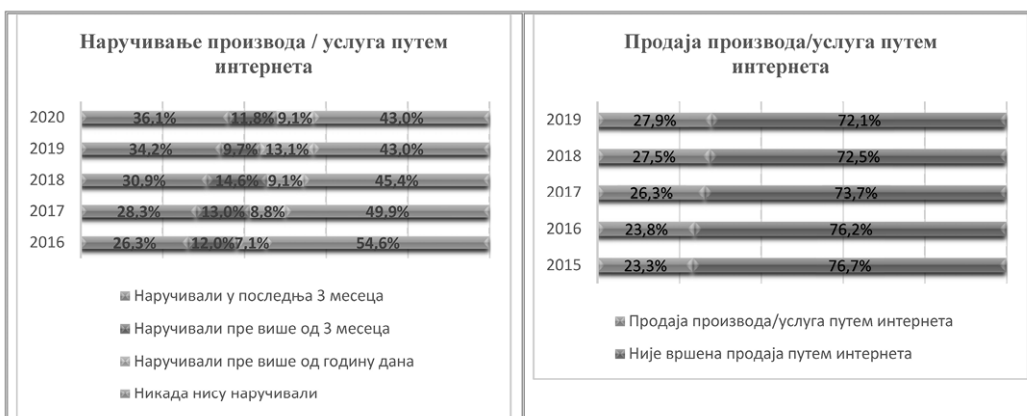 Наручивање производа / услуга путем
интернета
2020 36.1% 11.8% 9.1% 43.0%
2019 34.2% 9.7% 13.1% 43.0%
2018 30.9% 14.6% 9.1% 45.4%
2017 28.3% 13.0% 8.8% 49.9%
2016 26.3% 12.0% 7.1% 54.6%
Наручивали у последња 3 месеца
Наручивали пре више од 3 месеца
Наручивали пре више од годину дана
Никада нису наручивали
Продаја производа/услуга путем
интернета
2019 27,9% 72,1%
2018 27,5% 72,5%
2017 26,3% 73,7%
2016 23,8% 76,2%
2015 23,3% 76,7%
Продаја производа/услуга путем интернета
Није вршена продаја путем интернета